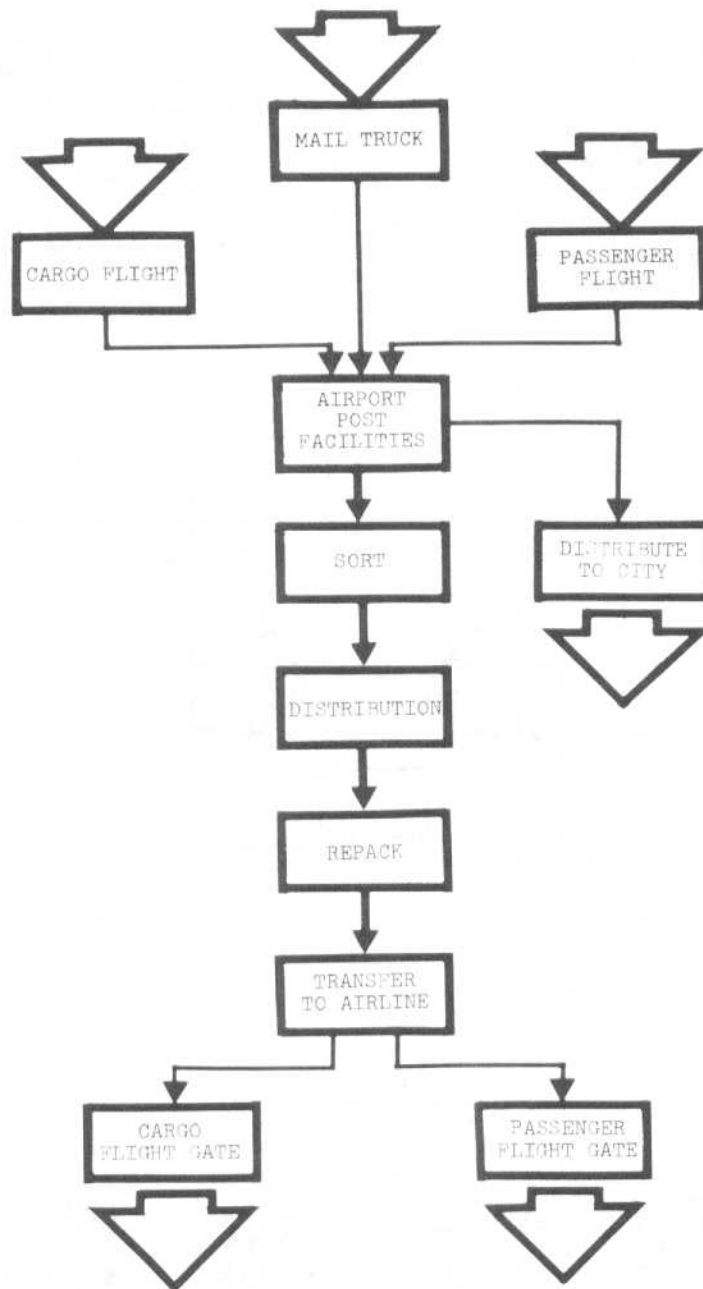 MAIL TRUCK
CARGO FLIGHT
PASSENGER
FLIGHT
AIRPORT
POST
FACILITIES
SORT
DISTRIBUTE
TO CITY
DISTRIBUTION
REPACK
TRANSFER
TO AIRLINE
CARGO
FLIGHT GATE
PASSENGER
FLIGHT GATE